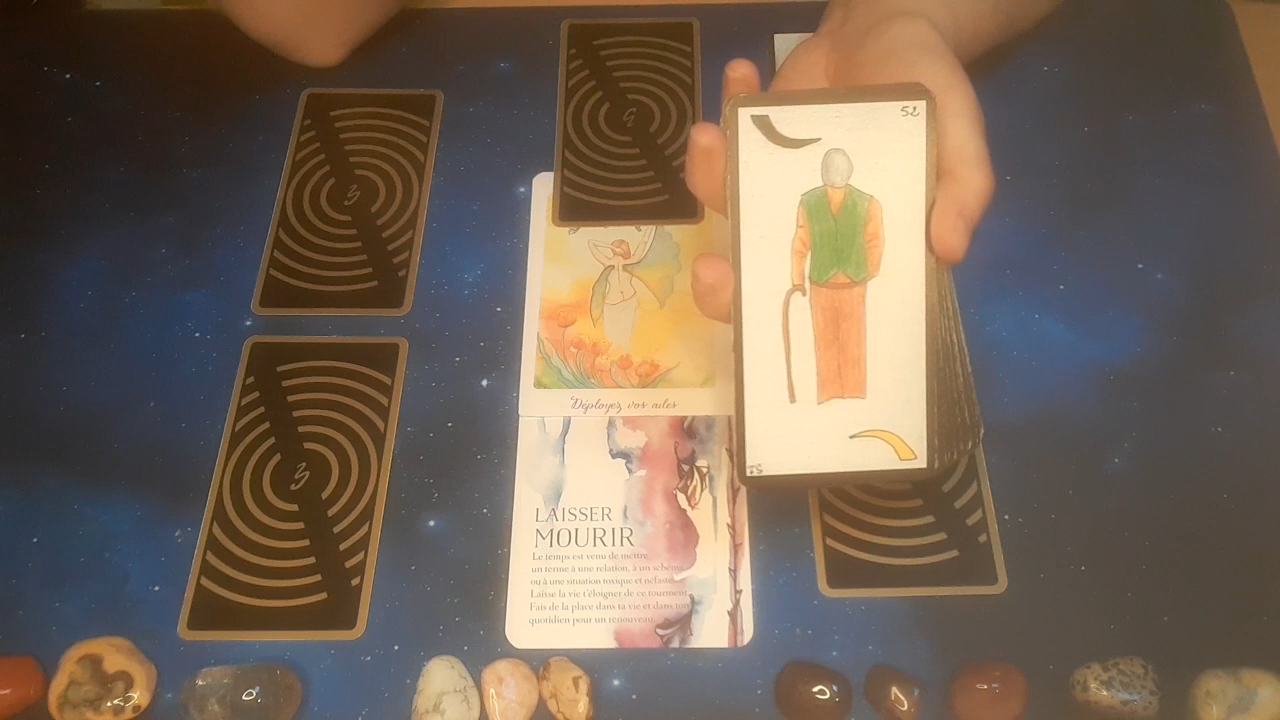 52
Déployez vos ailes
LAISSER
MOURIR
Le temps est venu de mettre
un terme à une relation, à un schéma
ou à une situation toxique et néfaste.
Laisse la vie t'éloigner de ce tourment.
Fais de la place dans ta vie et dans ton
quotidien pour un renouveau.
52